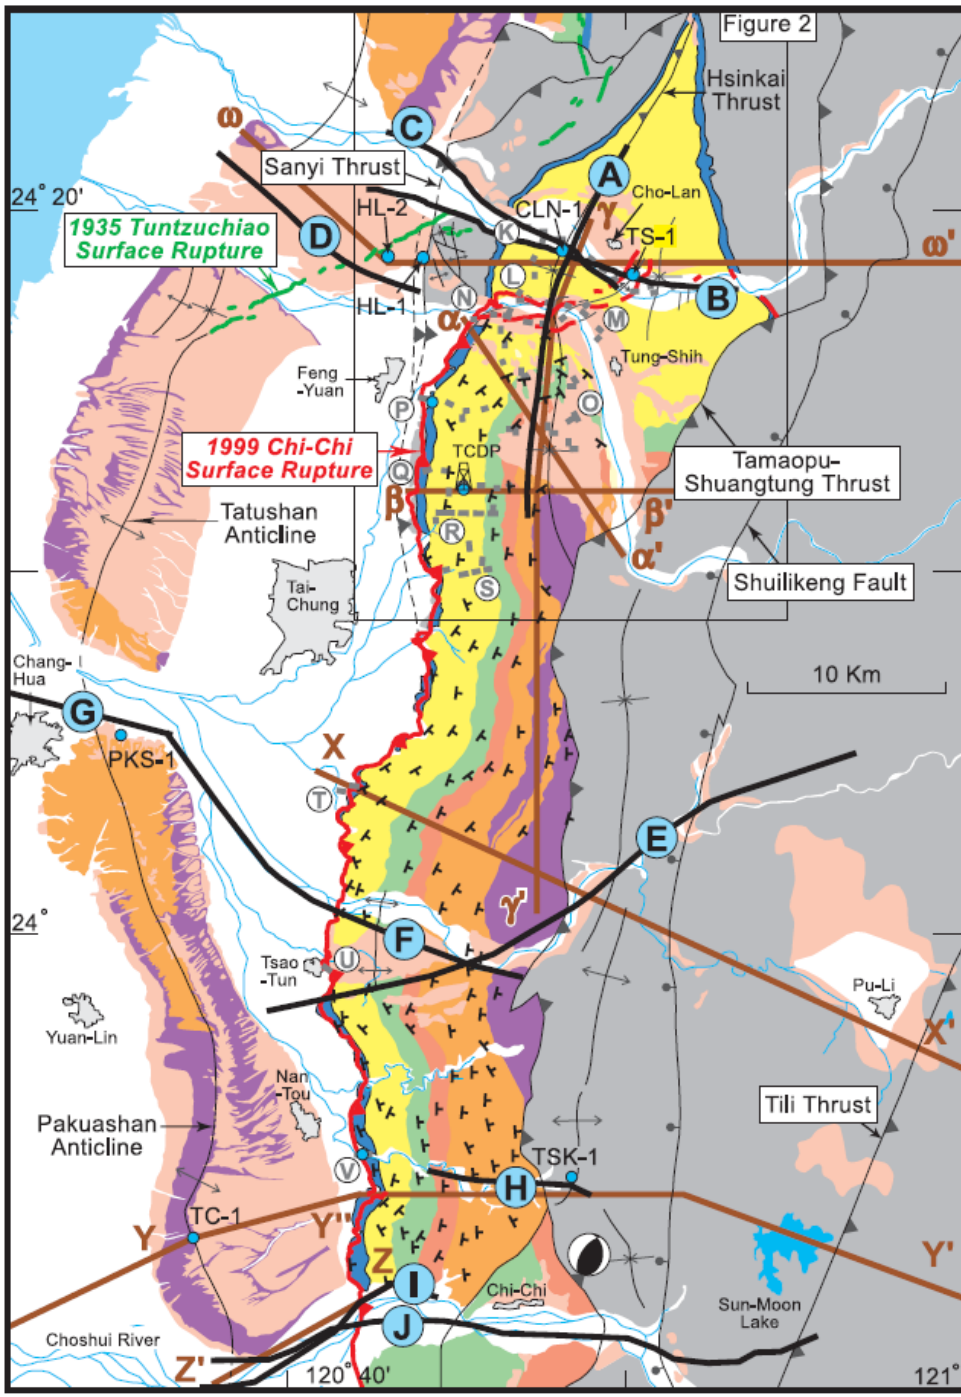 Figure 2
Hsinkai
Thrust
ω
C
A
Sanyi Thrust
Cho-Lan
24° 20'
HL-2
CLN-1
γ
1935 Tuntzuchiao
Surface Rupture
D
K
TS-1
ω'
L
B
HL-1
N
M
α
Feng
-Yuan
Tung-Shih
P
O
1999 Chi-Chi
Surface Rupture
TCDP
Q
Tamaopu-
Shuangtung Thrust
β
β'
Tatushan
Anticline
R
α'
Tai-
Chung
S
Shuilikeng Fault
Chang-
Hua
10 Km
G
PKS-1
X
T
E
γ'
24°
F
Tsao
-Tun
U
Pu-Li
Yuan-Lin
X'
Nan
-Tou
Tili Thrust
Pakuashan
Anticline
V
TSK-1
H
TC-1
Y
Y''
Y'
Z
I
Chi-Chi
Sun-Moon
Lake
J
Choshui River
Z'
120° 40'
121°